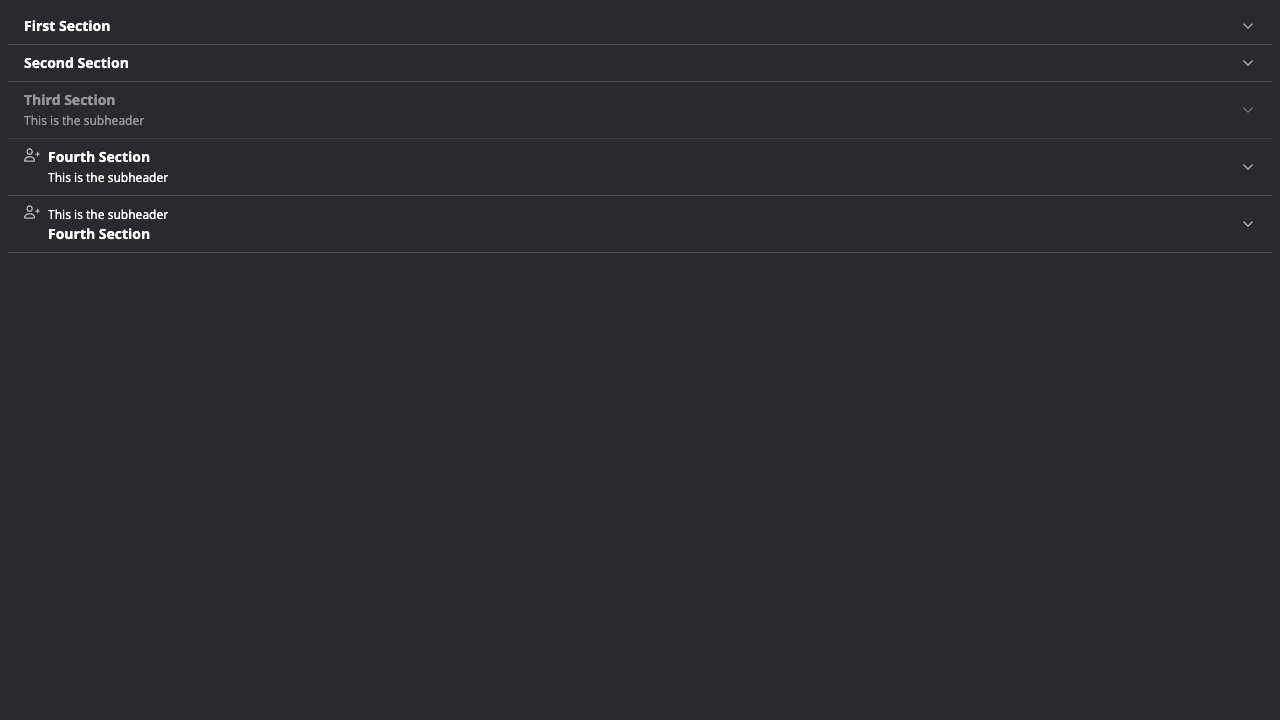 First Section
Second Section
Third Section
This is the subheader
Fourth Section
This is the subheader
This is the subheader
Fourth Section